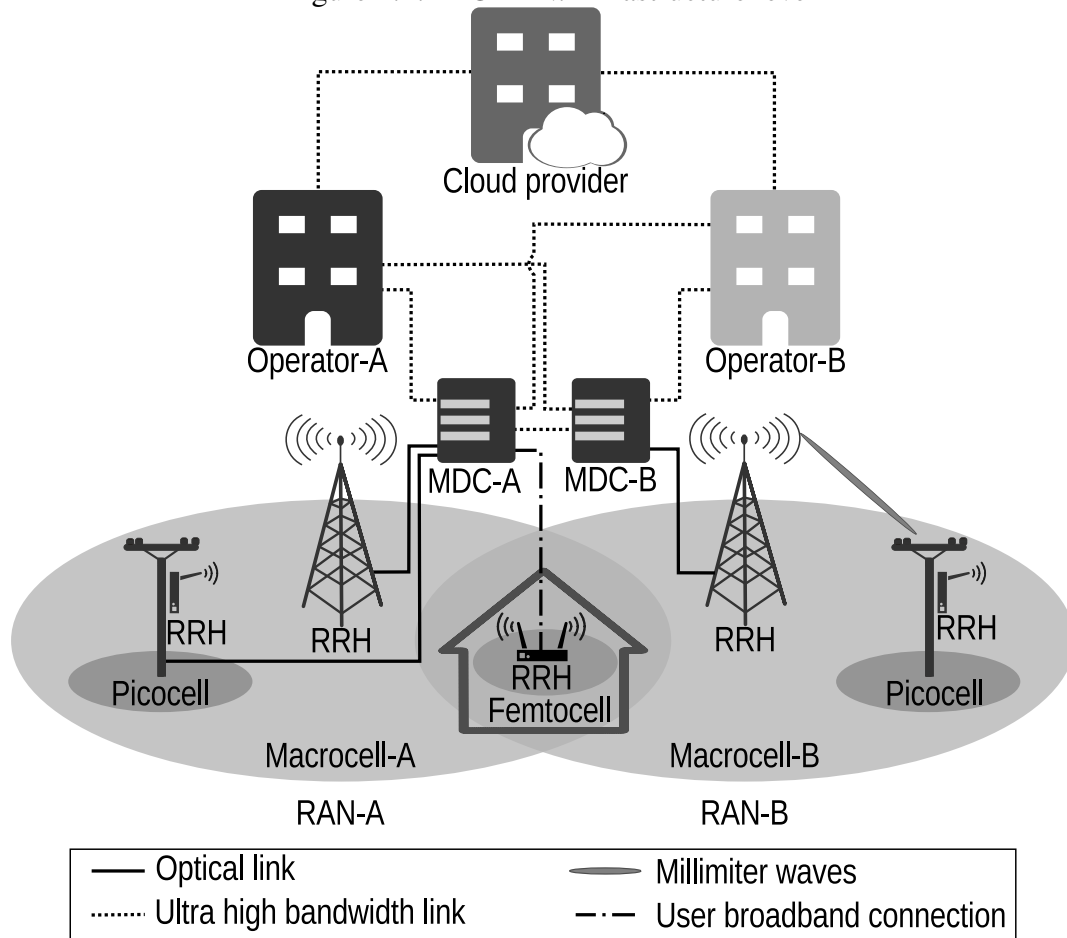 Cloud provider
Operator-A
Operator-B
MDC-A
MDC-B
RRH
RRH
RRH
RRH
RRH
Picocell
Femtocell
Picocell
Macrocell-A
Macrocell-B
RAN-A
RAN-B
Optical link
Millimiter waves
Ultra high bandwidth link
User broadband connection